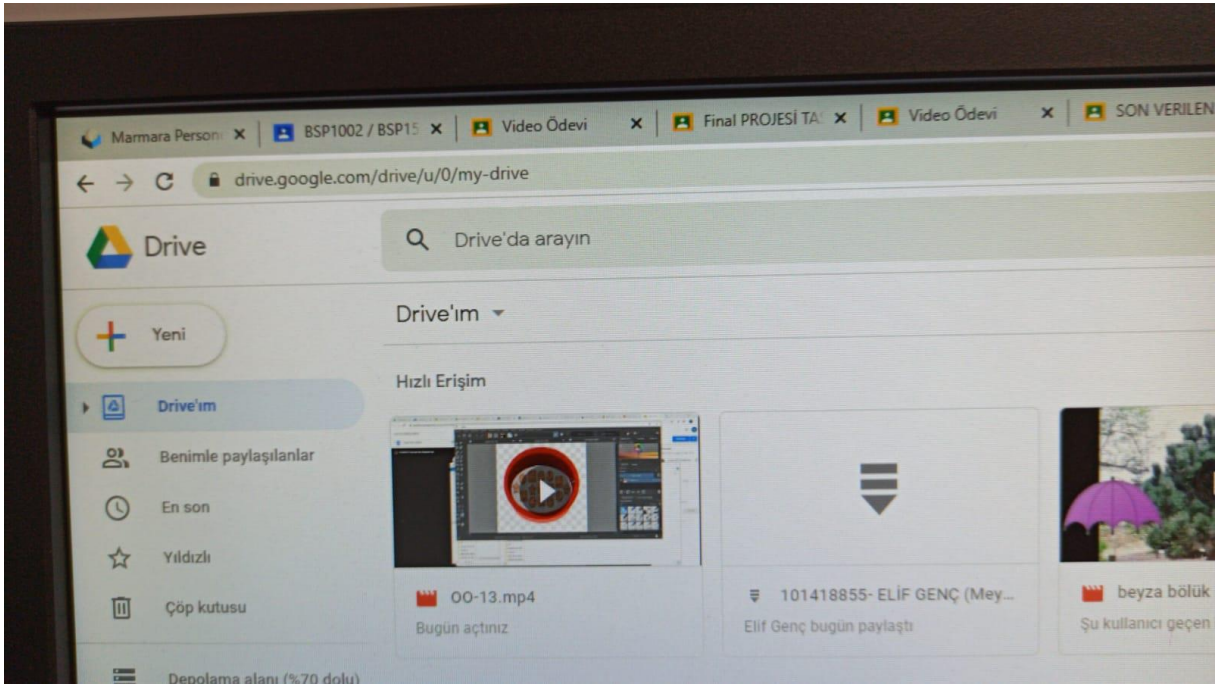 Marmara Person
BSP1002 / BSP15
Video Ödevi
Final PROJESİ TA
Video Ödevi
SON VERILEN
drive.google.com/drive/u/0/my-drive
Drive
Drive'da arayın
Yeni
Drive'ım
Hızlı Erişim
Drive'ım
Benimle paylaşılanlar
En son
Yıldızlı
Çöp kutusu
Depolama alanı (%70 dolu)
OO-13.mp4
Bugün açtınız
101418855- ELİF GENÇ (Mey...
Elif Genç bugün paylaştı
beyza bölük
Şu kullanıcı geçen